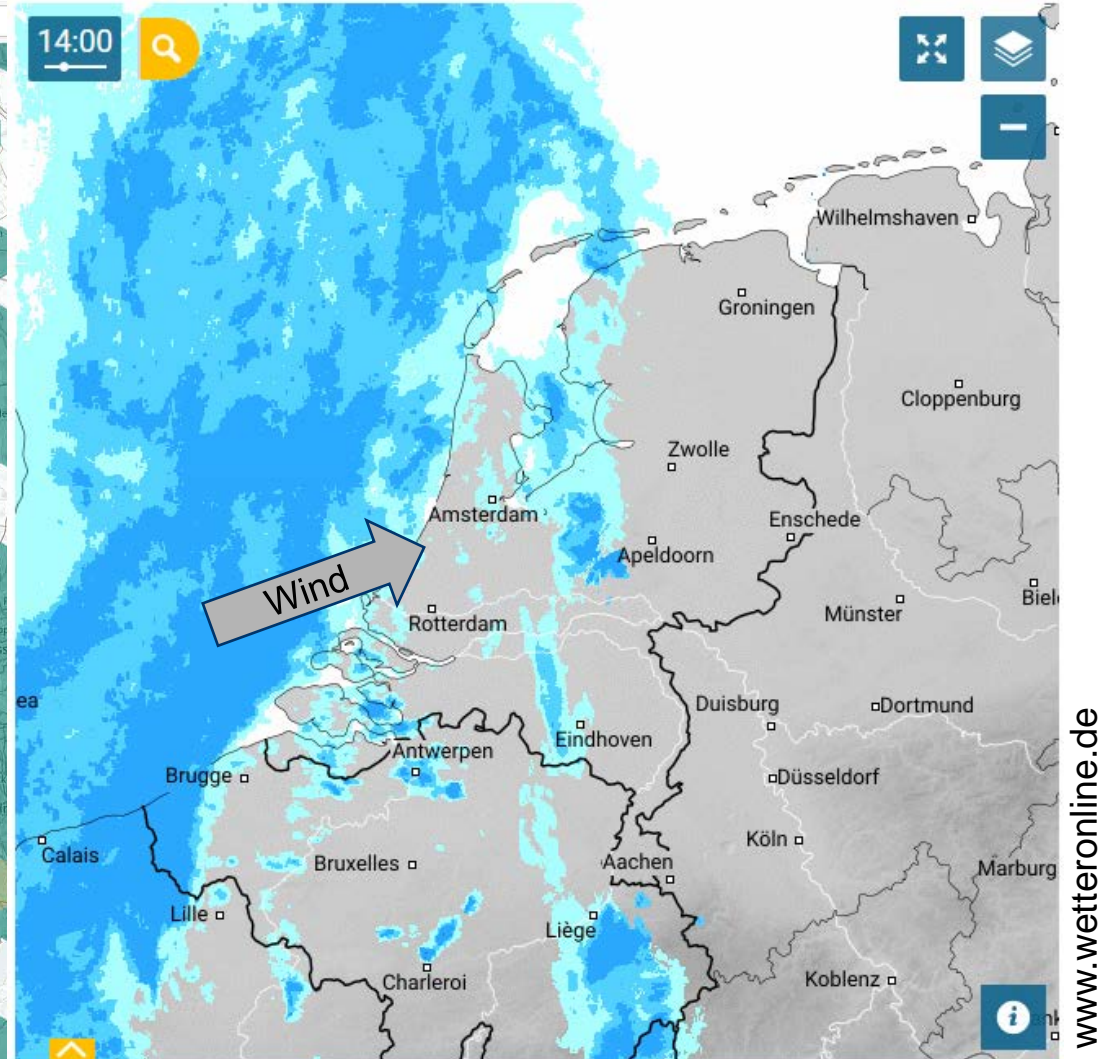 14:00
Wilhelmshaven
Groningen
Cloppenburg
Zwolle
Amsterdam
Enschede
Apeldoorn
Wind
Biel
Münster
Rotterdam
ea
Duisburg
Dortmund
Eindhoven
Antwerpen
Brugge
Düsseldorf
Calais
Köln
Bruxelles
Aachen
Marburg
Lille
Liège
Charleroi
Koblenz
i
www.wetteronline.de